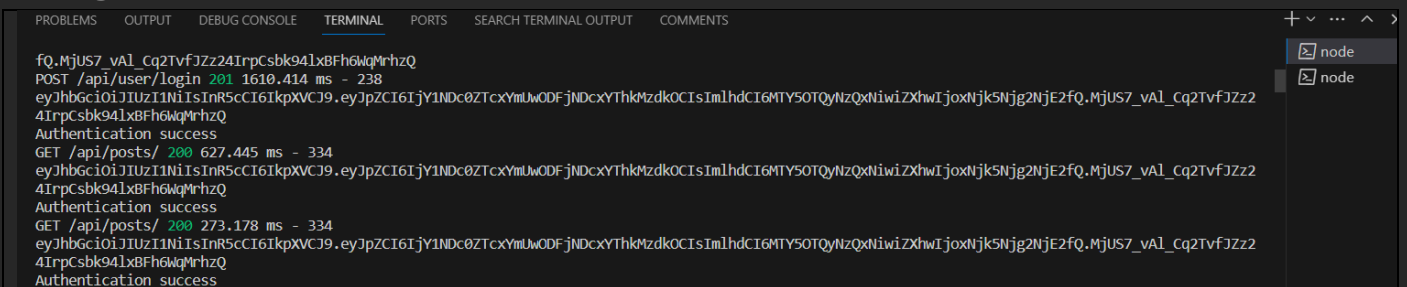 PROBLEMS OUTPUT DEBUG CONSOLE TERMINAL PORTS SEARCH TERMINAL OUTPUT COMMENTS
fQ.MjUS7_vAl_Cq2TvfJZz24IrpCsbk94lxBFh6WqMrhzQ
POST /api/user/login 201 1610.414 ms - 238
eyJhbGciOiJIUzI1NiIsInR5cCI6IkpXVCJ9.eyJpZCI6IjY1NDc0ZTcxYmUwODFjNDcxYThkMzdkOCIsImlhdCI6MTY5OTQyNzQxNiwiZXhwIjoxNjk5Njg2NjE2fQ.MjUS7_vAl_Cq2TvfJZz2
4IrpCsbk94lxBFh6WqMrhzQ
Authentication success
GET /api/posts/ 200 627.445 ms - 334
eyJhbGciOiJIUzI1NiIsInR5cCI6IkpXVCJ9.eyJpZCI6IjY1NDc0ZTcxYmUwODFjNDcxYThkMzdkOCIsImlhdCI6MTY5OTQyNzQxNiwiZXhwIjoxNjk5Njg2NjE2fQ.MjUS7_vAl_Cq2TvfJZz2
4IrpCsbk94lxBFh6WqMrhzQ
Authentication success
GET /api/posts/ 200 273.178 ms - 334
eyJhbGciOiJIUzI1NiIsInR5cCI6IkpXVCJ9.eyJpZCI6IjY1NDc0ZTcxYmUwODFjNDcxYThkMzdkOCIsImlhdCI6MTY5OTQyNzQxNiwiZXhwIjoxNjk5Njg2NjE2fQ.MjUS7_vAl_Cq2TvfJZz2
4IrpCsbk94lxBFh6WqMrhzQ
Authentication success
node
node